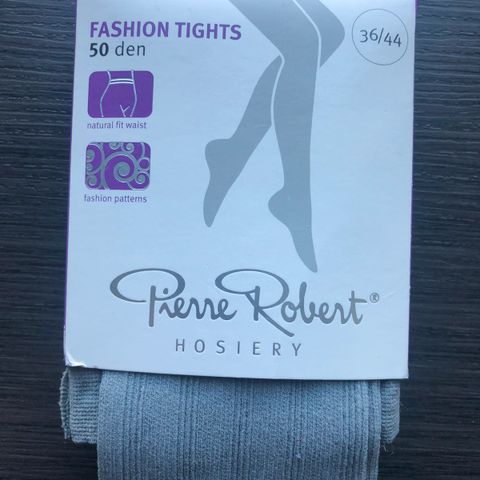 FASHION TIGHTS
50 den
36/44
natural fit waist
fashion patterns
Pierre Robert®
HOSIERY